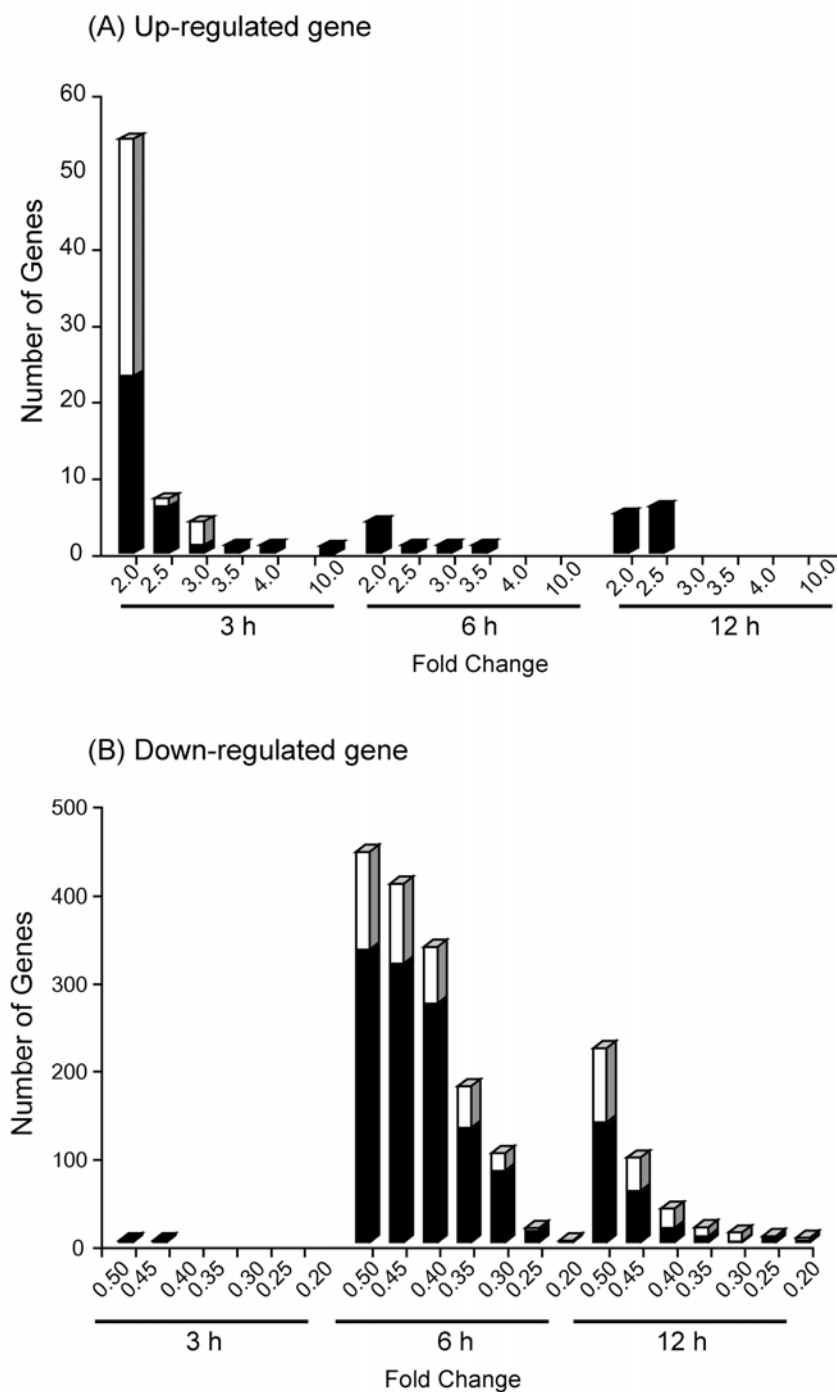 (A) Up-regulated gene
60
50
40
30
20
10
0
Number of Genes
2.0 2.5 3.0 3.5 4.0 10.0 2.0 2.5 3.0 3.5 4.0 10.0 2.0 2.5 3.0 3.5 4.0 10.0
3 h 6 h 12 h
Fold Change
(B) Down-regulated gene
500
400
300
200
100
0
Number of Genes
0.50 0.45 0.40 0.35 0.30 0.25 0.20 0.50 0.45 0.40 0.35 0.30 0.25 0.20 0.50 0.45 0.40 0.35 0.30 0.25 0.20
3 h 6 h 12 h
Fold Change